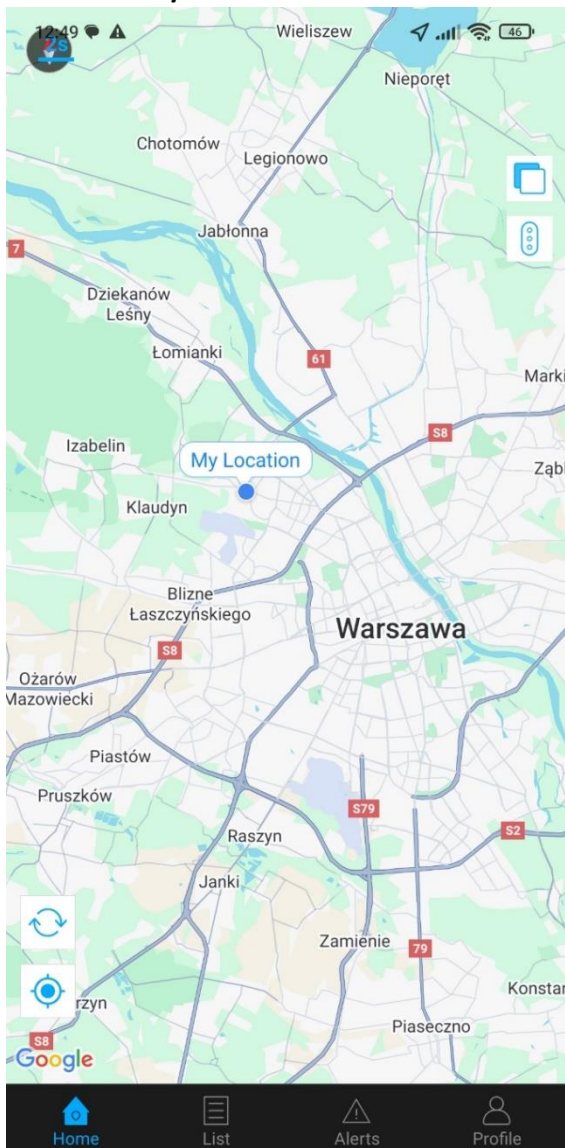 12:49
46
Wieliszew
Nieporęt
Chotomów
Legionowo
Jabłonna
7
Dziekanów
Leśny
Łomianki
61
Marki
S8
Izabelin
My Location
Ząbl
Klaudyn
Blizne
Łaszczyńskiego
Warszawa
S8
Ożarów
Mazowiecki
Piastów
Pruszków
S79
S2
Raszyn
Janki
Zamienie
79
rzyn
Konstar
Piaseczno
S8
Google
Home
List
Alerts
Profile